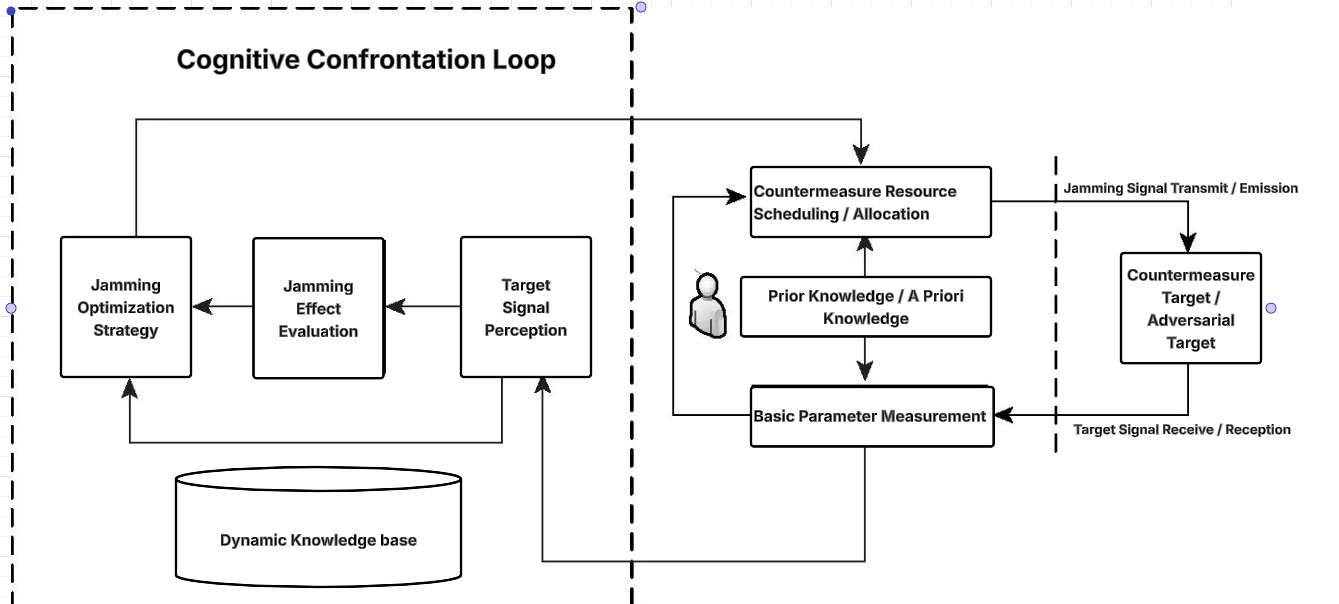 Cognitive Confrontation Loop
Jamming
Optimization
Strategy
Jamming
Effect
Evaluation
Target
Signal
Perception
Dynamic Knowledge base
Countermeasure Resource
Scheduling / Allocation
Prior Knowledge / A Priori
Knowledge
Basic Parameter Measurement
Jamming Signal Transmit / Emission
Countermeasure
Target /
Adversarial
Target
Target Signal Receive / Reception